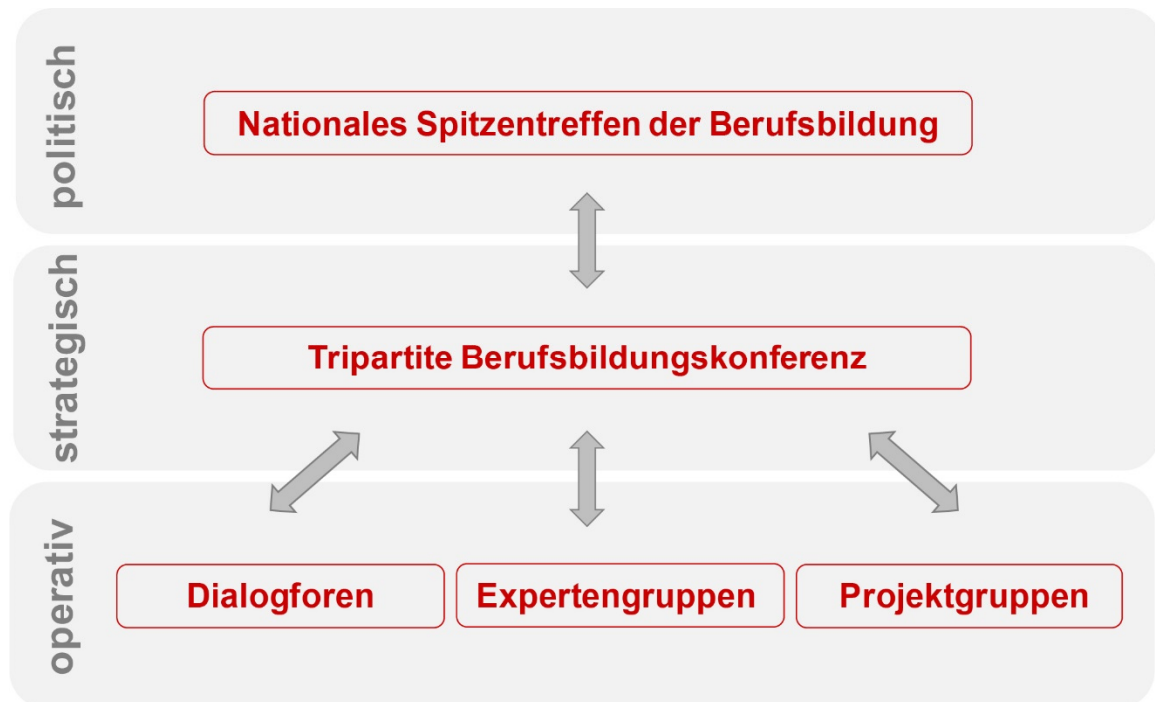 politisch
Nationales Spitzentreffen der Berufsbildung
strategisch
Tripartite Berufsbildungskonferenz
operativ
Dialogforen
Expertengruppen
Projektgruppen